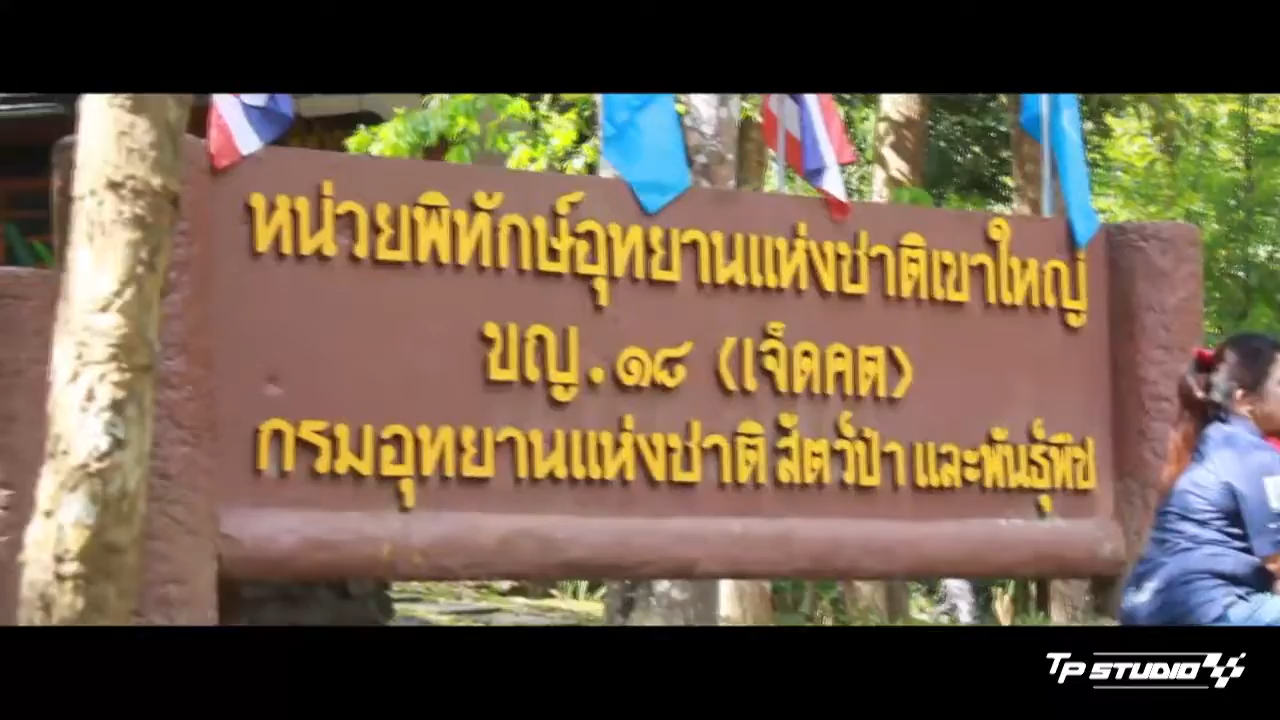 หน่วยพิทักษ์อุทยานแห่งชาติเขาใหญ่
ขญ.๑๘ (เจ็ดคต)
กรมอุทยานแห่งชาติ สัตว์ป่า และพันธุ์พืช
TP STUDIO